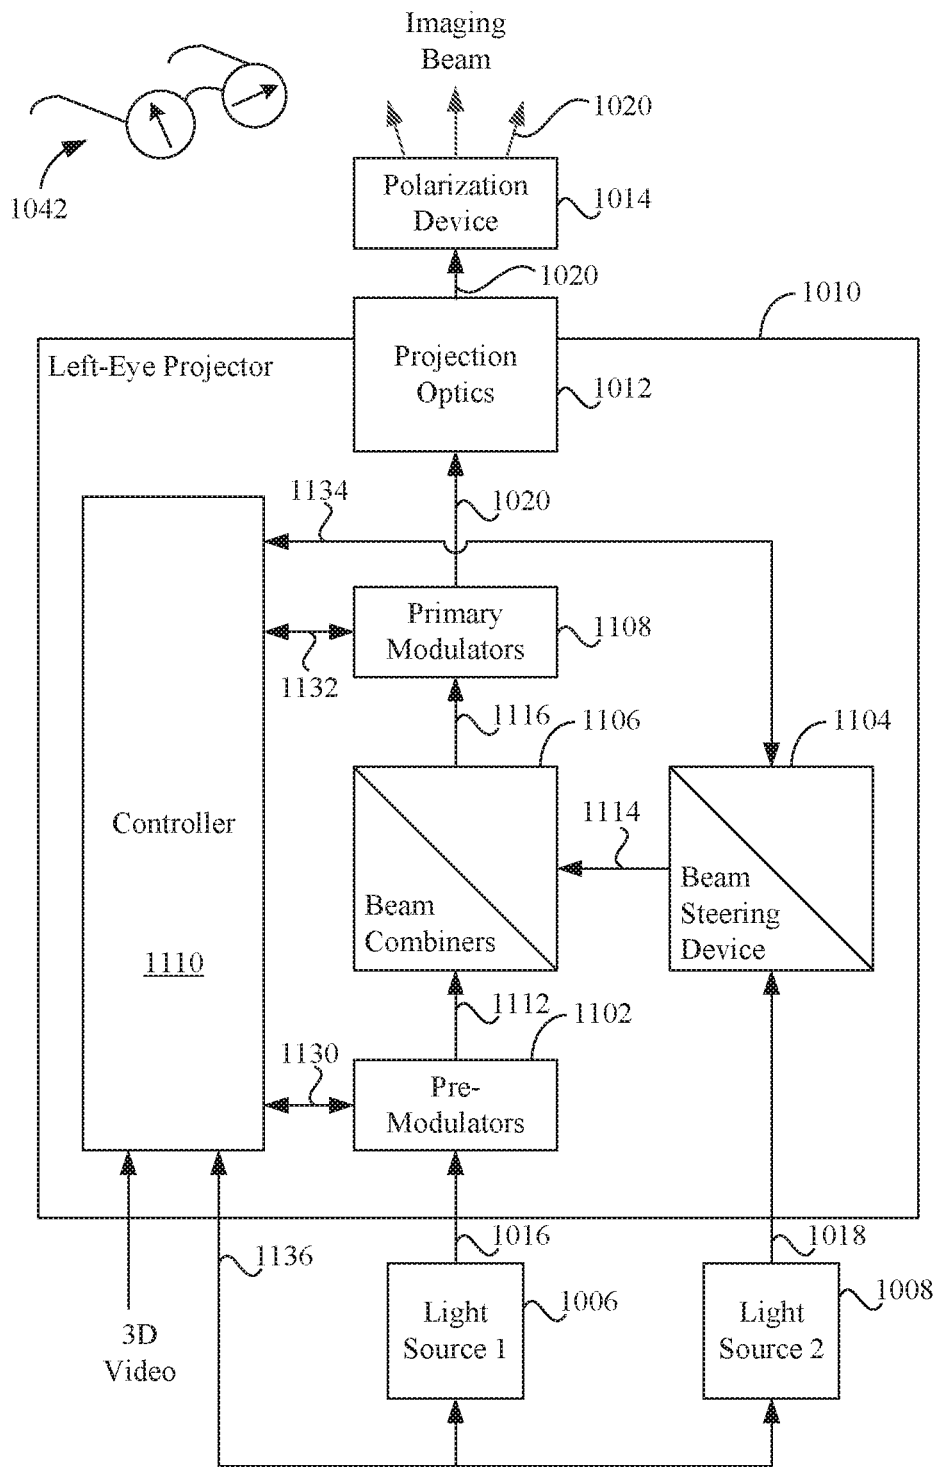 Imaging
Beam
1020
1042
Polarization
Device
1014
1020
1010
Left-Eye Projector
Projection
Optics
1012
1134
1020
Primary
Modulators
1108
1132
1116
1106
1104
Controller
1114
Beam
Combiners
Beam
Steering
Device
1110
1112
1102
1130
Pre-
Modulators
1136
1016
1018
3D
Video
Light
Source 1
1006
Light
Source 2
1008